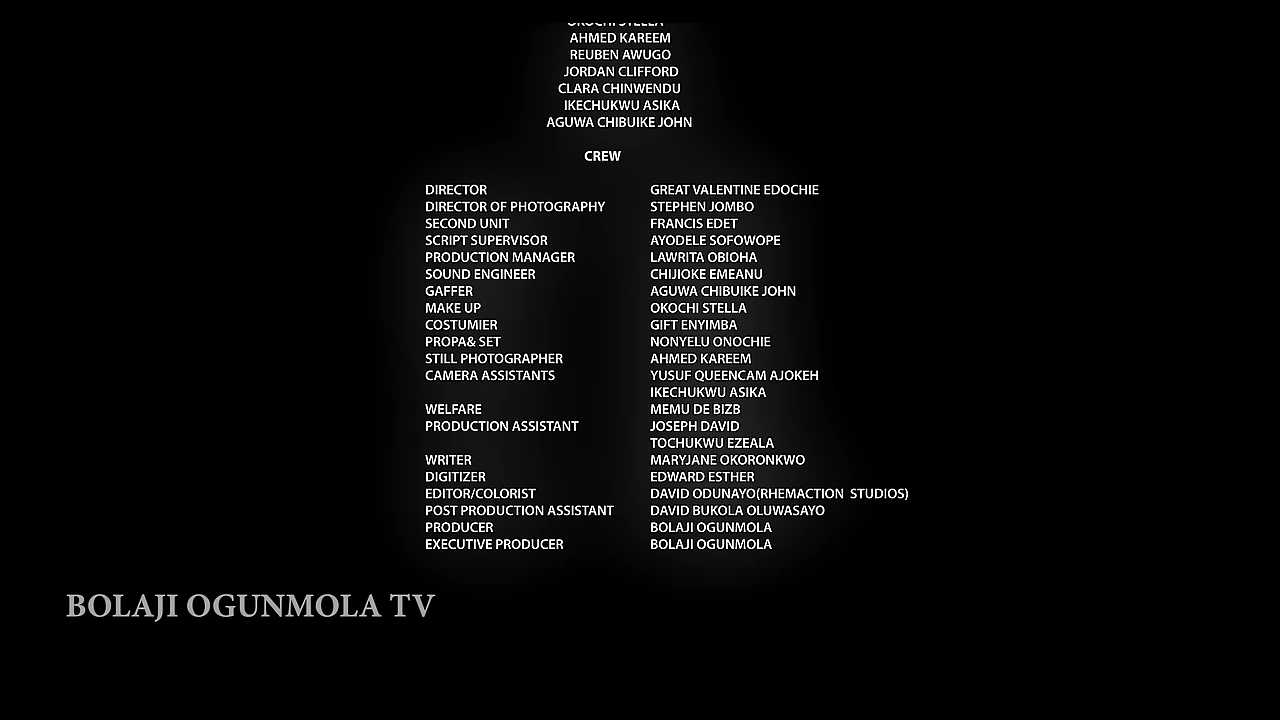 OKOCHI STELLA
AHMED KAREEM
REUBEN AWUGO
JORDAN CLIFFORD
CLARA CHINWENDU
IKECHUKWU ASIKA
AGUWA CHIBUIKE JOHN
CREW
DIRECTOR GREAT VALENTINE EDOCHIE
DIRECTOR OF PHOTOGRAPHY STEPHEN JOMBO
SECOND UNIT FRANCIS EDET
SCRIPT SUPERVISOR AYODELE SOFOWOPE
PRODUCTION MANAGER LAWRITA OBIOHA
SOUND ENGINEER CHIJIOKE EMEANU
GAFFER AGUWA CHIBUIKE JOHN
MAKE UP OKOCHI STELLA
COSTUMIER GIFT ENYIMBA
PROPA& SET NONYELU ONOCHIE
STILL PHOTOGRAPHER AHMED KAREEM
CAMERA ASSISTANTS YUSUF QUEENCAM AJOKEH
IKECHUKWU ASIKA
WELFARE MEMU DE BIZB
PRODUCTION ASSISTANT JOSEPH DAVID
TOCHUKWU EZEALA
WRITER MARYJANE OKORONKWO
DIGITIZER EDWARD ESTHER
EDITOR/COLORIST DAVID ODUNAYO(RHEMACTION STUDIOS)
POST PRODUCTION ASSISTANT DAVID BUKOLA OLUWASAYO
PRODUCER BOLAJI OGUNMOLA
EXECUTIVE PRODUCER BOLAJI OGUNMOLA
BOLAJI OGUNMOLA TV